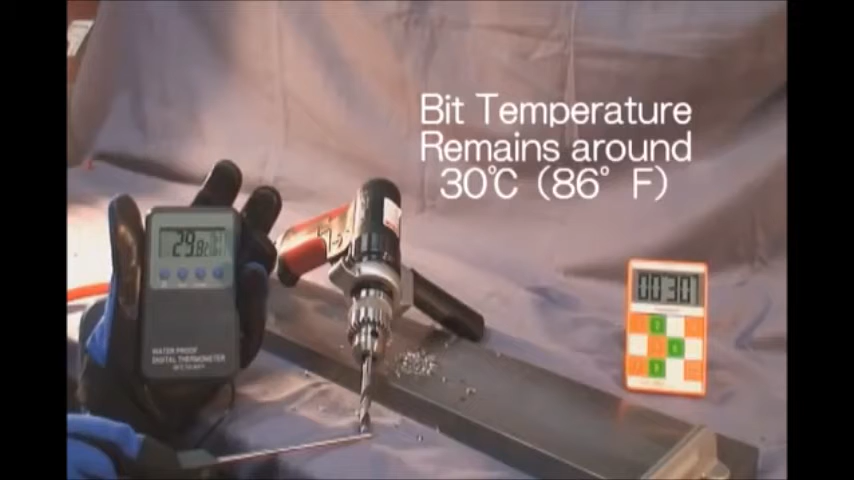 Bit Temperature
Remains around
30℃ (86° F)
29.8℃
00 30
WATER PROOF
DIGITAL THERMOMETER